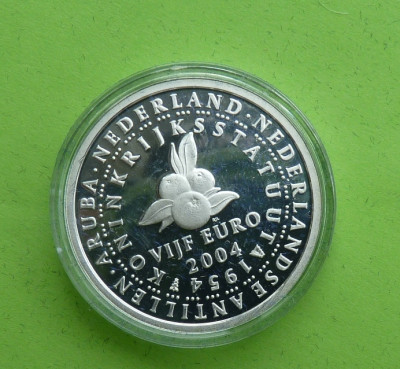 NEDERLAND·NEDERLANDSE ANTILLEN·ARUBA·
KONINKRIJKSSTATUUT A 1954
VIJF EURO
2004